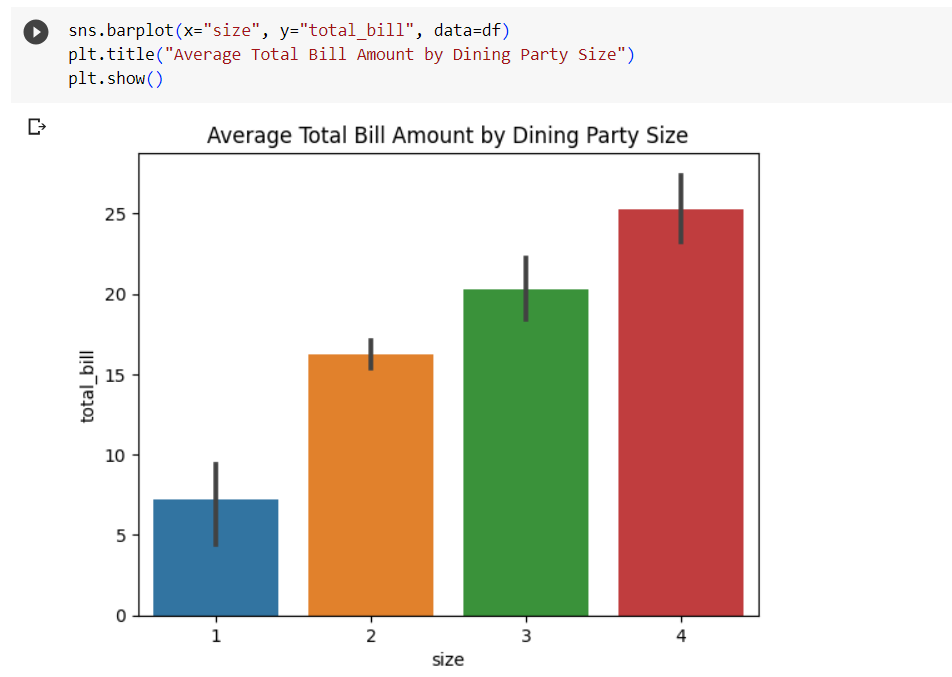 sns.barplot(x="size", y="total_bill", data=df)
plt.title("Average Total Bill Amount by Dining Party Size")
plt.show()
Average Total Bill Amount by Dining Party Size
25
20
15
10
5
0
total_bill
1 2 3 4
size